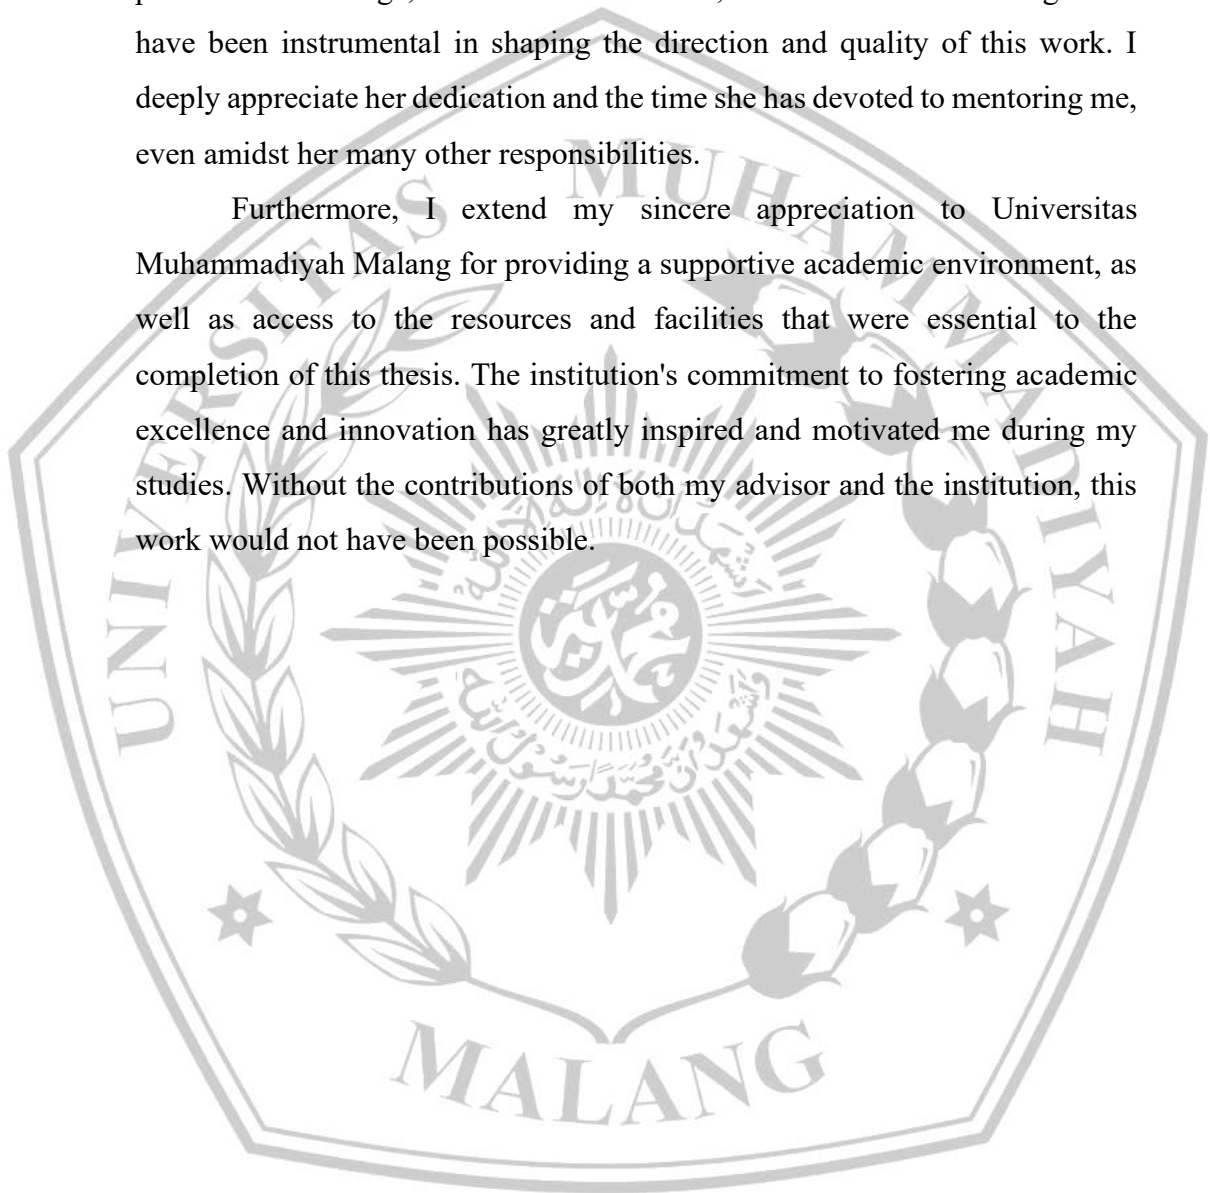 have been instrumental in shaping the direction and quality of this work. I
deeply appreciate her dedication and the time she has devoted to mentoring me,
even amidst her many other responsibilities.
Furthermore, I extend my sincere appreciation to Universitas
Muhammadiyah Malang for providing a supportive academic environment, as
well as access to the resources and facilities that were essential to the
completion of this thesis. The institution's commitment to fostering academic
excellence and innovation has greatly inspired and motivated me during my
studies. Without the contributions of both my advisor and the institution, this
work would not have been possible.
UNIVERSITAS MUHAMMADIYAH
MALANG